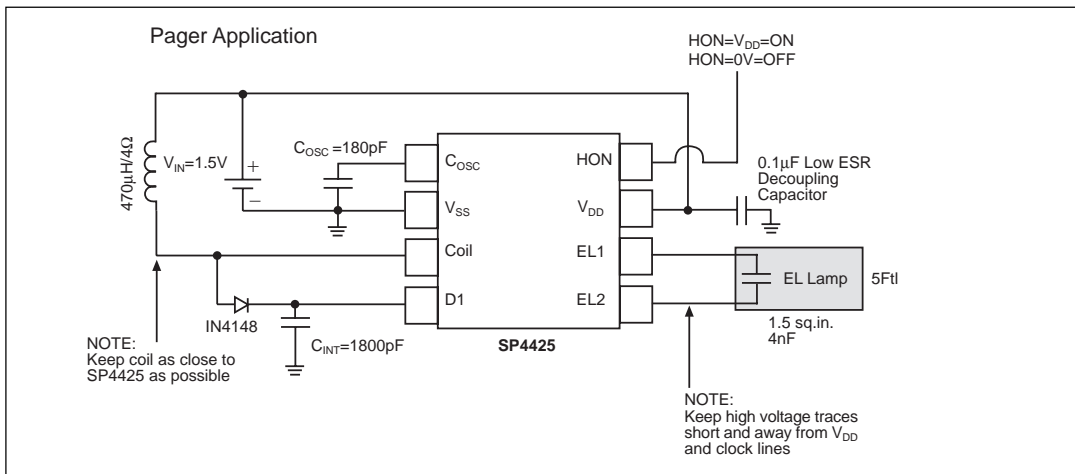 Pager Application
HON=VDD=ON
HON=0V=OFF
470µH/4Ω
VIN=1.5V
+
–
COSC=180pF
COSC
VSS
Coil
D1
HON
VDD
EL1
EL2
SP4425
0.1µF Low ESR
Decoupling
Capacitor
EL Lamp
5Ftl
1.5 sq.in.
4nF
IN4148
CINT=1800pF
NOTE:
Keep coil as close to
SP4425 as possible
NOTE:
Keep high voltage traces
short and away from VDD
and clock lines